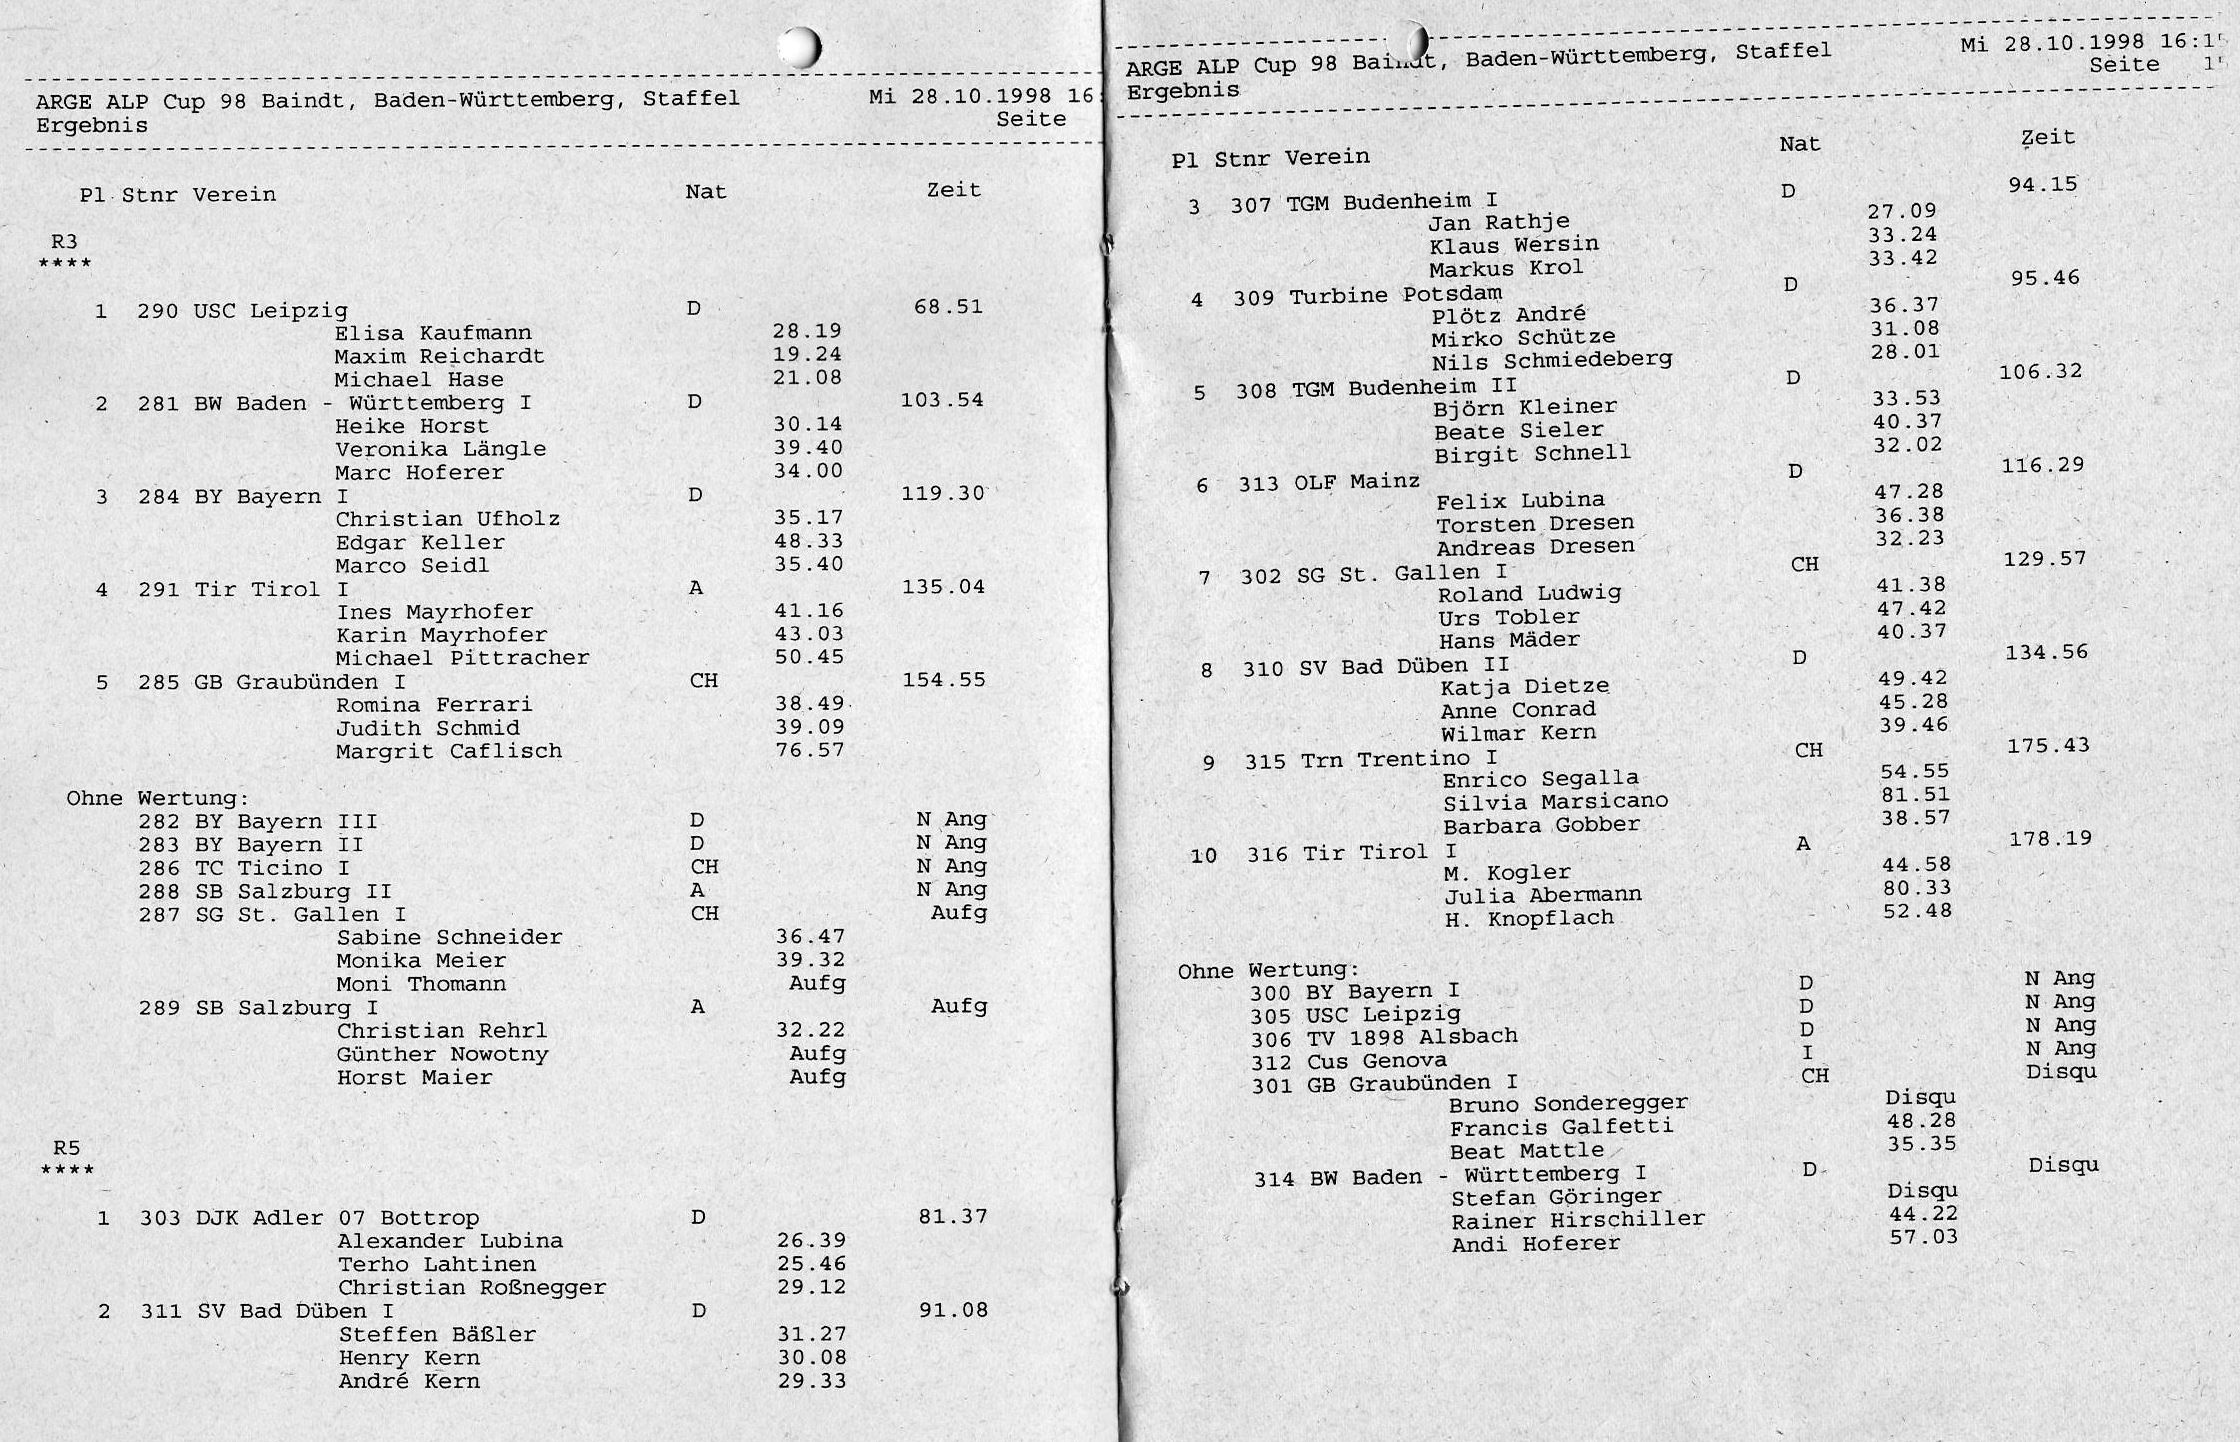 ARGE ALP Cup 98 Baindt, Baden-Württemberg, Staffel Mi 28.10.1998 16:
Ergebnis Seite
Pl Stnr Verein Nat Zeit
R3
****
1 290 USC Leipzig D 68.51
Elisa Kaufmann 28.19
Maxim Reichardt 19.24
Michael Hase 21.08
2 281 BW Baden - Württemberg I D 103.54
Heike Horst 30.14
Veronika Längle 39.40
Marc Hoferer 34.00
3 284 BY Bayern I D 119.30
Christian Ufholz 35.17
Edgar Keller 48.33
Marco Seidl 35.40
4 291 Tir Tirol I A 135.04
Ines Mayrhofer 41.16
Karin Mayrhofer 43.03
Michael Pittracher 50.45
5 285 GB Graubünden I CH 154.55
Romina Ferrari 38.49
Judith Schmid 39.09
Margrit Caflisch 76.57
Ohne Wertung:
282 BY Bayern III D N Ang
283 BY Bayern II D N Ang
286 TC Ticino I CH N Ang
288 SB Salzburg II A N Ang
287 SG St. Gallen I CH Aufg
Sabine Schneider 36.47
Monika Meier 39.32
Moni Thomann Aufg
289 SB Salzburg I A Aufg
Christian Rehrl 32.22
Günther Nowotny Aufg
Horst Maier Aufg
R5
****
1 303 DJK Adler 07 Bottrop D 81.37
Alexander Lubina 26.39
Terho Lahtinen 25.46
Christian Roßnegger 29.12
2 311 SV Bad Düben I D 91.08
Steffen Bäßler 31.27
Henry Kern 30.08
André Kern 29.33
ARGE ALP Cup 98 Baindt, Baden-Württemberg, Staffel Mi 28.10.1998 16:15
Ergebnis Seite 15
Pl Stnr Verein Nat Zeit
3 307 TGM Budenheim I D 94.15
Jan Rathje 27.09
Klaus Wersin 33.24
Markus Krol 33.42
4 309 Turbine Potsdam D 95.46
Plötz André 36.37
Mirko Schütze 31.08
Nils Schmiedeberg 28.01
5 308 TGM Budenheim II D 106.32
Björn Kleiner 33.53
Beate Sieler 40.37
Birgit Schnell 32.02
6 313 OLF Mainz D 116.29
Felix Lubina 47.28
Torsten Dresen 36.38
Andreas Dresen 32.23
7 302 SG St. Gallen I CH 129.57
Roland Ludwig 41.38
Urs Tobler 47.42
Hans Mäder 40.37
8 310 SV Bad Düben II D 134.56
Katja Dietze 49.42
Anne Conrad 45.28
Wilmar Kern 39.46
9 315 Trn Trentino I CH 175.43
Enrico Segalla 54.55
Silvia Marsicano 81.51
Barbara Gobber 38.57
10 316 Tir Tirol I A 178.19
M. Kogler 44.58
Julia Abermann 80.33
H. Knopflach 52.48
Ohne Wertung:
300 BY Bayern I D N Ang
305 USC Leipzig D N Ang
306 TV 1898 Alsbach D N Ang
312 Cus Genova I N Ang
301 GB Graubünden I CH Disqu
Bruno Sonderegger Disqu
Francis Galfetti 48.28
Beat Mattle 35.35
314 BW Baden - Württemberg I D Disqu
Stefan Göringer Disqu
Rainer Hirschiller 44.22
Andi Hoferer 57.03